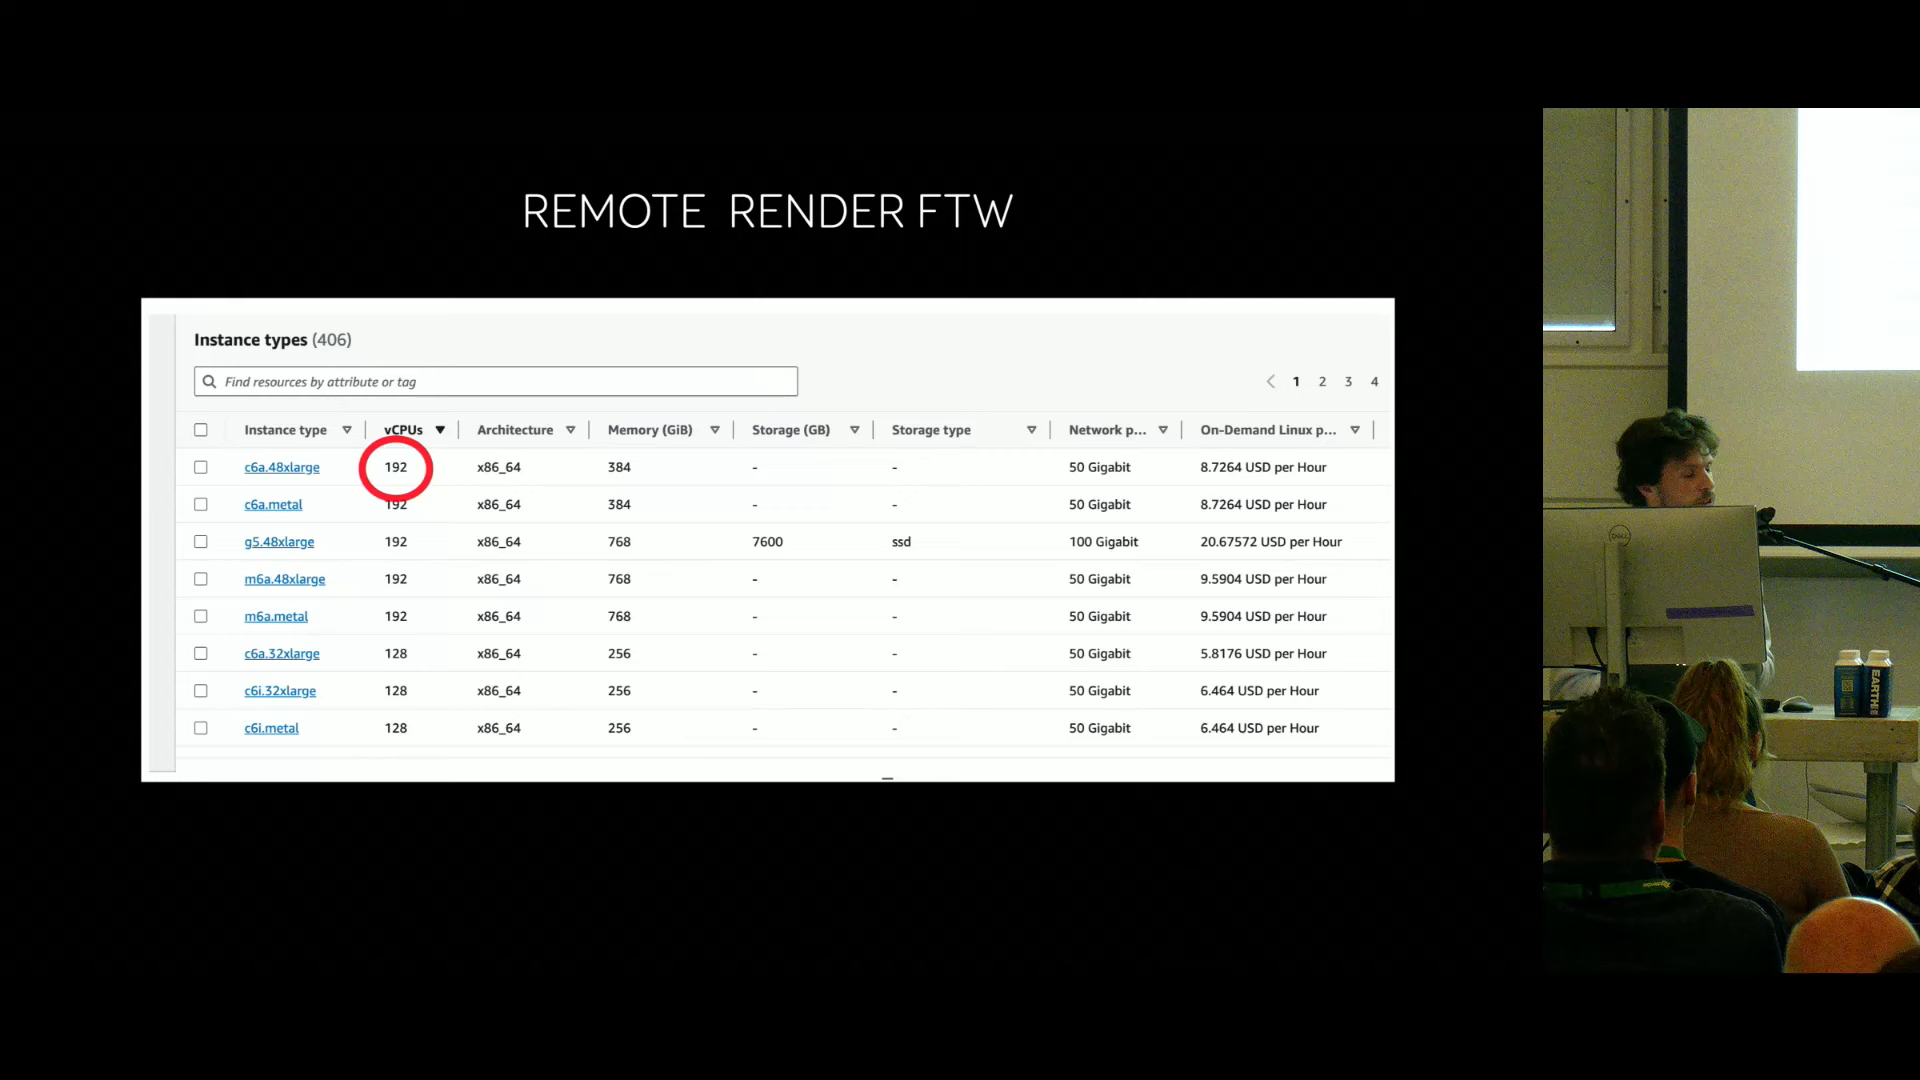 REMOTE RENDER FTW
Instance types (406)
Find resources by attribute or tag
1 2 3 4
Instance type vCPUs Architecture Memory (GiB) Storage (GB) Storage type Network p... On-Demand Linux p...
c6a.48xlarge 192 x86_64 384 - - 50 Gigabit 8.7264 USD per Hour
c6a.metal 192 x86_64 384 - - 50 Gigabit 8.7264 USD per Hour
g5.48xlarge 192 x86_64 768 7600 ssd 100 Gigabit 20.67572 USD per Hour
m6a.48xlarge 192 x86_64 768 - - 50 Gigabit 9.5904 USD per Hour
m6a.metal 192 x86_64 768 - - 50 Gigabit 9.5904 USD per Hour
c6a.32xlarge 128 x86_64 256 - - 50 Gigabit 5.8176 USD per Hour
c6i.32xlarge 128 x86_64 256 - - 50 Gigabit 6.464 USD per Hour
c6i.metal 128 x86_64 256 - - 50 Gigabit 6.464 USD per Hour
DELL
EARTH